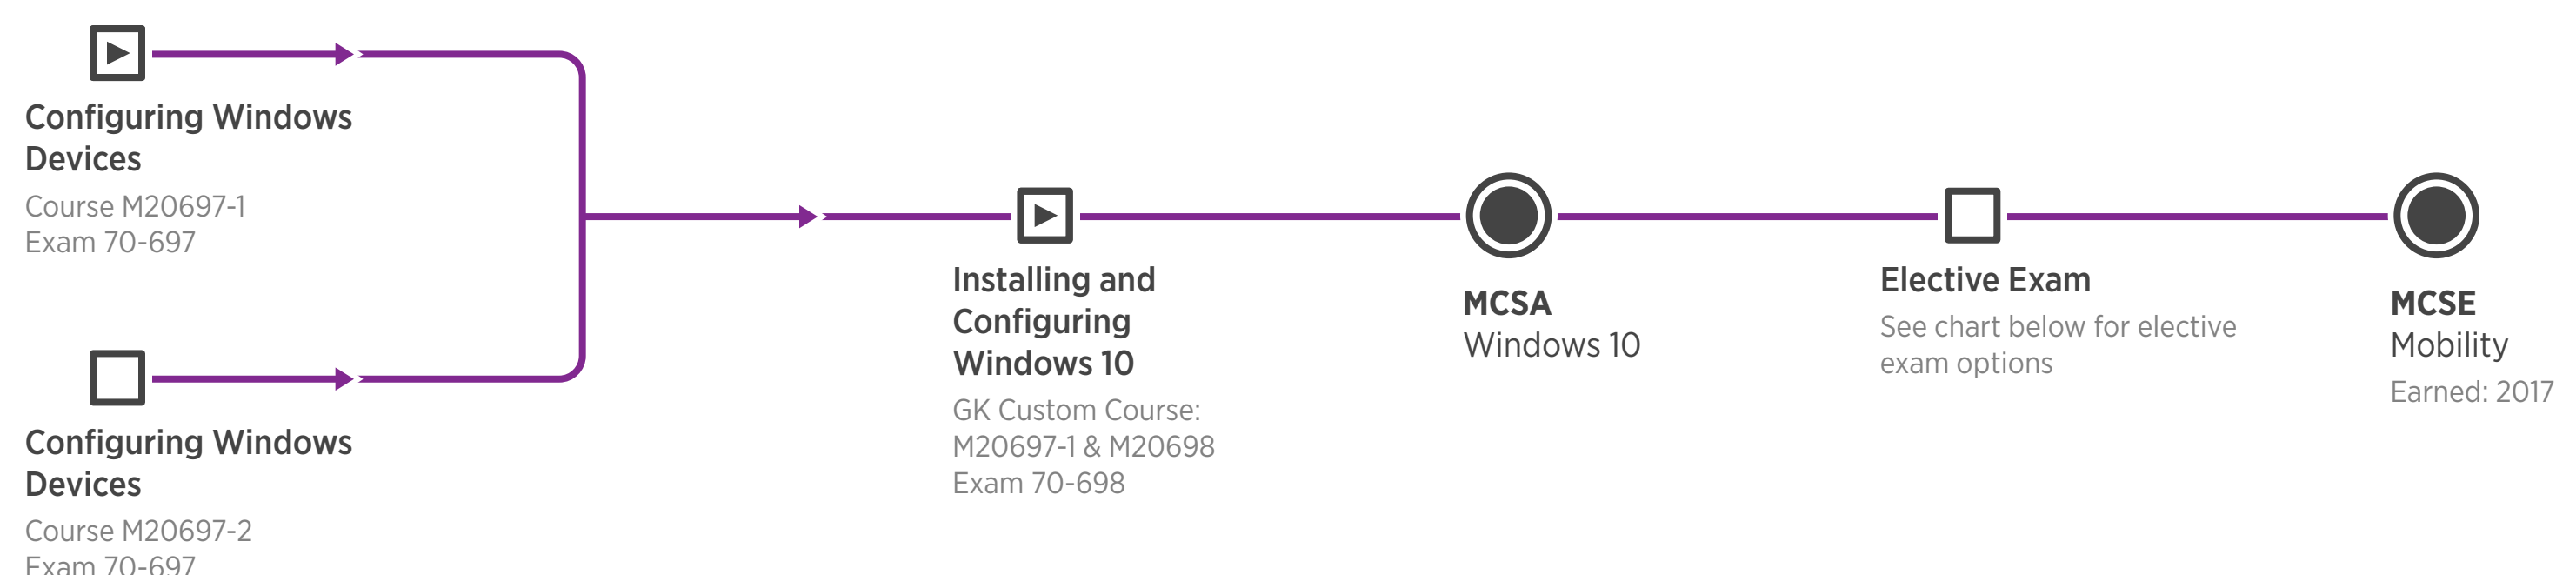 Configuring Windows
Devices
Course M20697-1
Exam 70-697
Configuring Windows
Devices
Course M20697-2
Exam 70-697
Installing and
Configuring
Windows 10
GK Custom Course:
M20697-1 & M20698
Exam 70-698
MCSA
Windows 10
Elective Exam
See chart below for elective
exam options
MCSE
Mobility
Earned: 2017